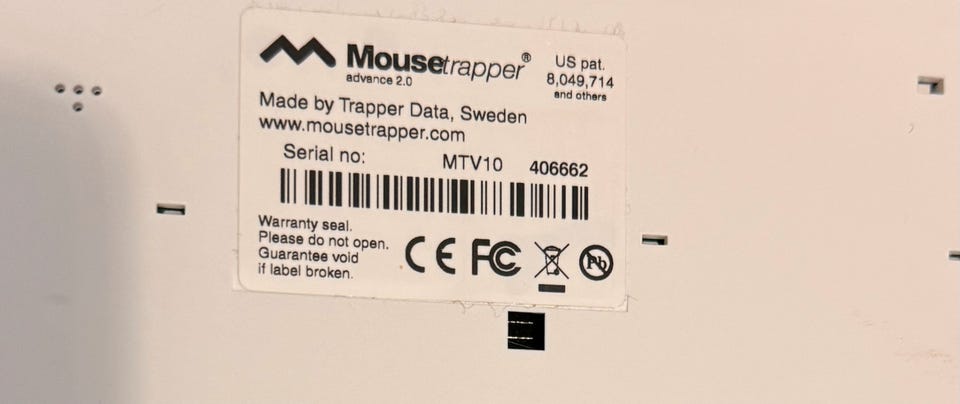 Mousetrapper®
advance 2.0
US pat.
8,049,714
and others
Made by Trapper Data, Sweden
www.mousetrapper.com
Serial no: MTV10 406662
Warranty seal.
Please do not open.
Guarantee void
if label broken.
CE FC Pb